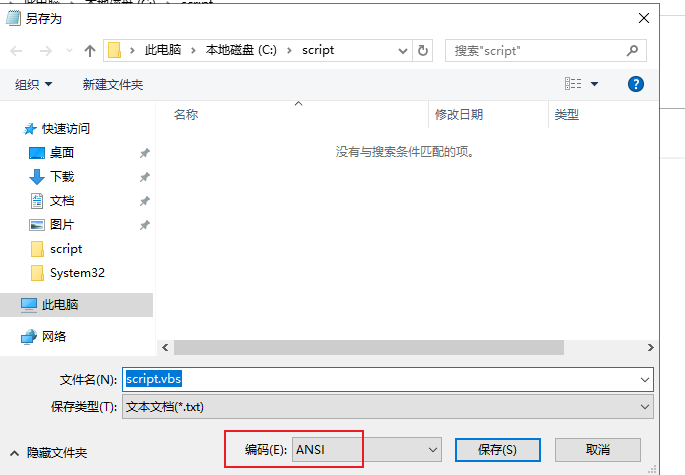 另存为
此电脑 本地磁盘 (C:) script
搜索"script"
组织 新建文件夹
名称 修改日期 类型
没有与搜索条件匹配的项。
快速访问
桌面
下载
文档
图片
script
System32
此电脑
网络
文件名(N): script.vbs
保存类型(T): 文本文档(*.txt)
隐藏文件夹 编码(E): ANSI 保存(S) 取消